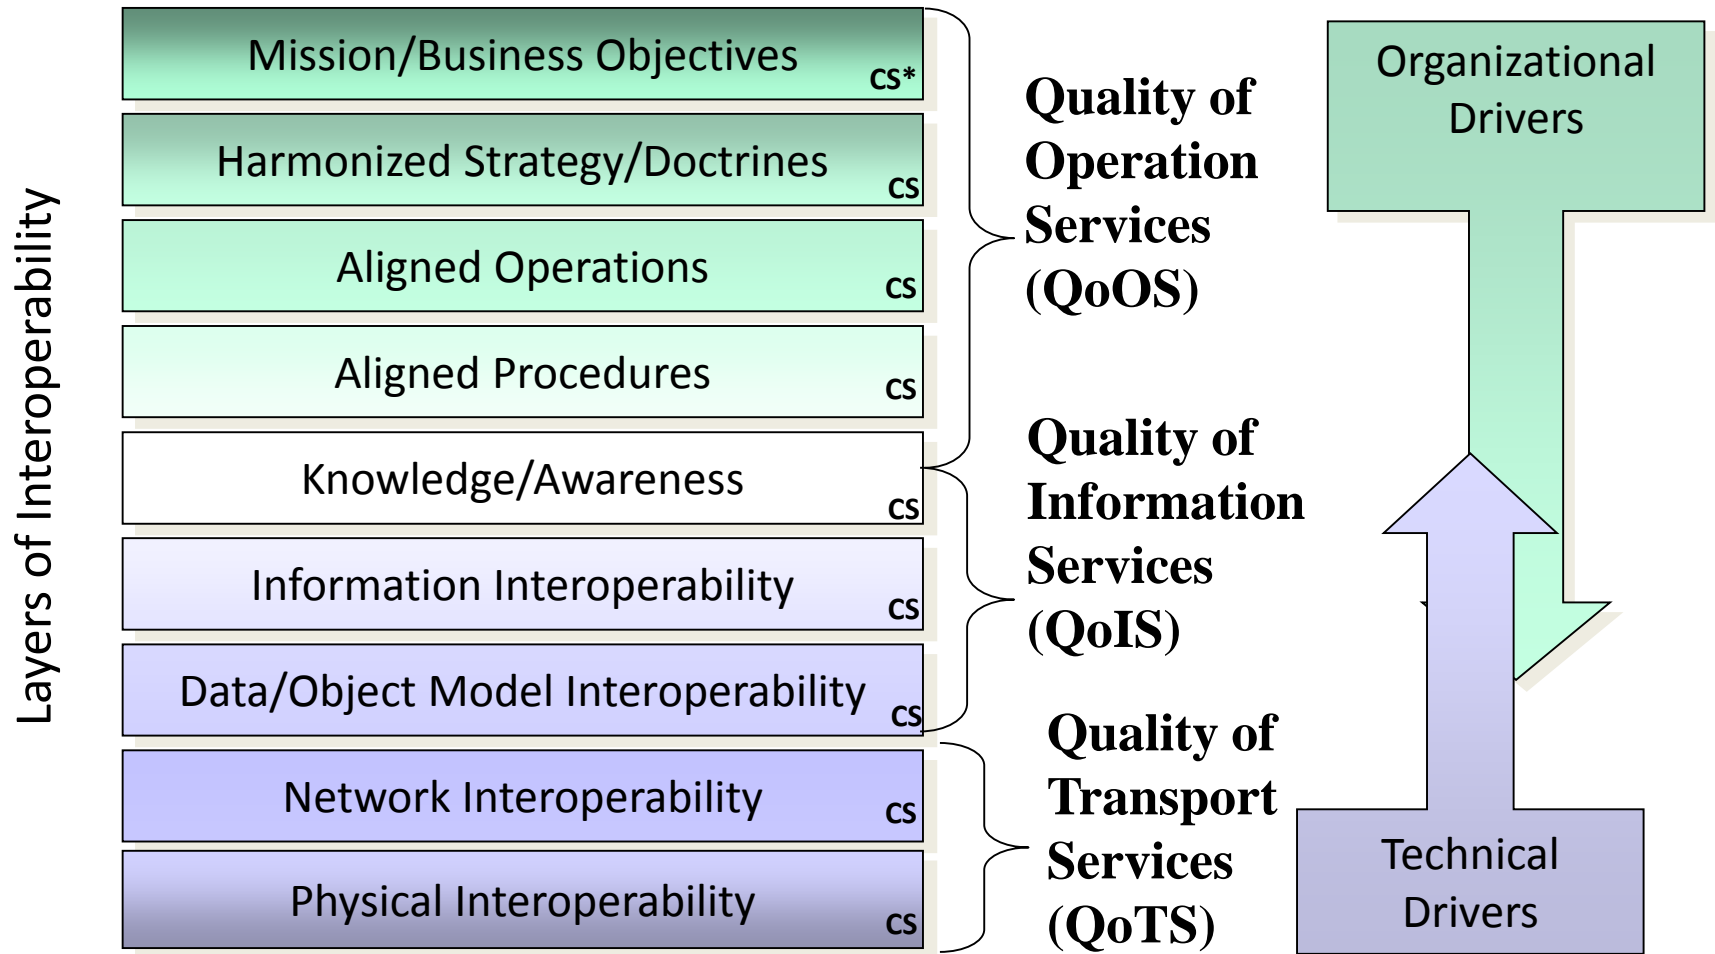 Layers of Interoperability
Mission/Business Objectives
CS*
Harmonized Strategy/Doctrines
CS
Aligned Operations
CS
Aligned Procedures
CS
Knowledge/Awareness
CS
Information Interoperability
CS
Data/Object Model Interoperability
CS
Network Interoperability
CS
Physical Interoperability
CS
Quality of
Operation
Services
(QoOS)
Quality of
Information
Services
(QoIS)
Quality of
Transport
Services
(QoTS)
Organizational
Drivers
Technical
Drivers